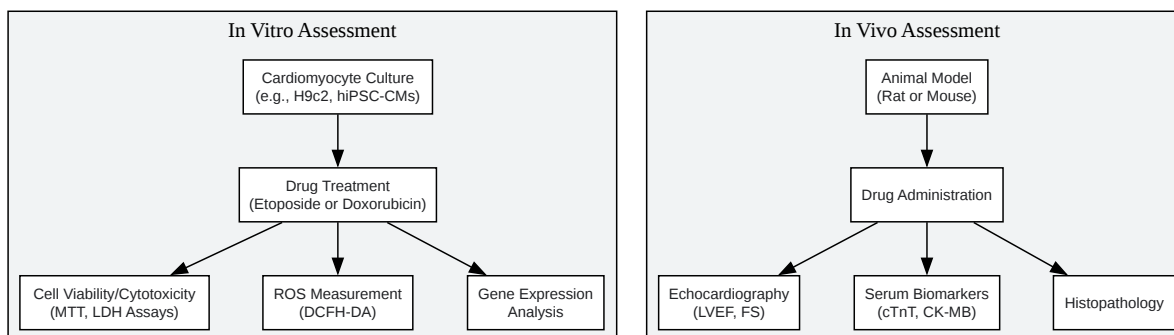 In Vitro Assessment
Cardiomyocyte Culture
(e.g., H9c2, hiPSC-CMs)
Drug Treatment
(Etoposide or Doxorubicin)
Cell Viability/Cytotoxicity
(MTT, LDH Assays)
ROS Measurement
(DCFH-DA)
Gene Expression
Analysis
In Vivo Assessment
Animal Model
(Rat or Mouse)
Drug Administration
Echocardiography
(LVEF, FS)
Serum Biomarkers
(cTnT, CK-MB)
Histopathology